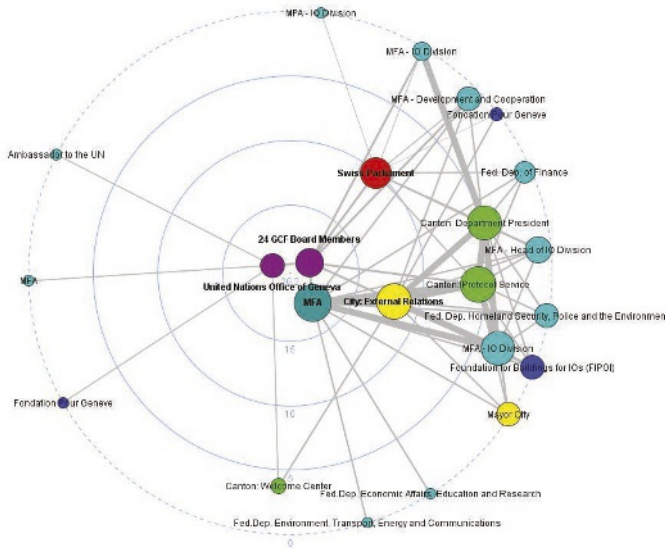 MFA - IO Division
MFA - IO Division
MFA - Development and Cooperation
Fondation Pour Geneve
Ambassador to the UN
Swiss Parliament
Fed. Dep. of Finance
Canton: Department President
24 GCF Board Members
MFA - Head of IO Division
MFA
United Nations Office of Geneva
Canton: Protocol Service
MFA
City: External Relations
Fed. Dep. Homeland Security, Police and the Environment
15
MFA - IO Division
Foundation for Buildings for IOs (FIPOI)
Fondation Pour Geneve
10
Mayor City
Canton: Welcome Center
Fed.Dep. Economic Affairs, Education and Research
Fed.Dep. Environment, Transport, Energy and Communications
0